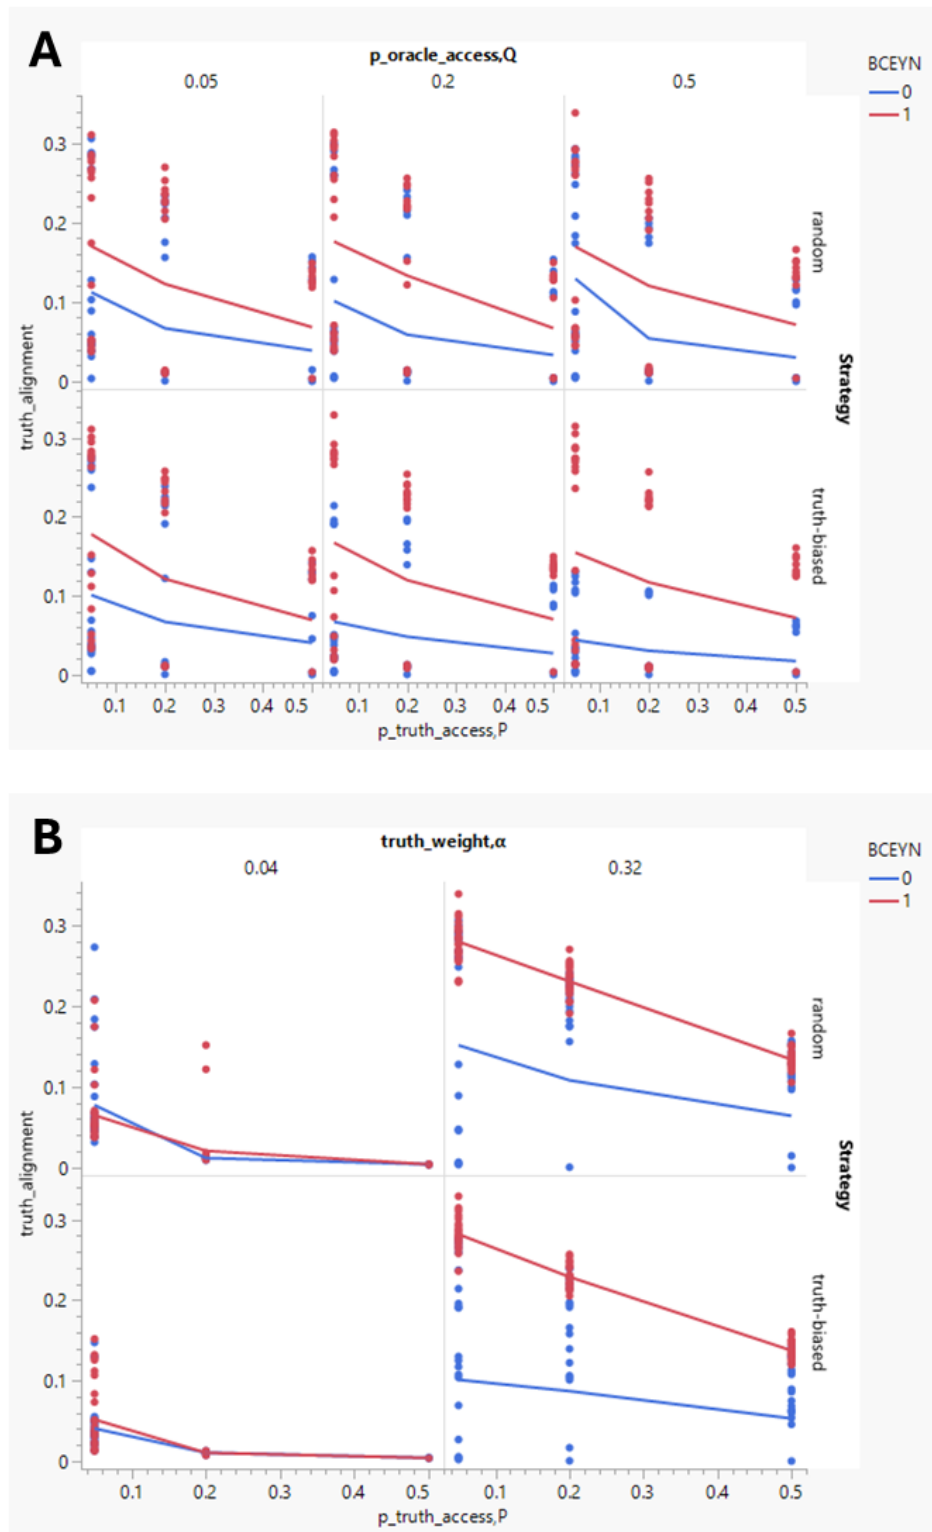 A
p_oracle_access,Q
0.05 0.2 0.5
BCEYN
0
1
truth_alignment
0.3
0.2
0.1
0
random
0.3
0.2
0.1
0
truth-biased
Strategy
0.1 0.2 0.3 0.4 0.5 0.1 0.2 0.3 0.4 0.5 0.1 0.2 0.3 0.4 0.5
p_truth_access,P
B
truth_weight,α
0.04 0.32
BCEYN
0
1
truth_alignment
0.3
0.2
0.1
0
random
0.3
0.2
0.1
0
truth-biased
Strategy
0.1 0.2 0.3 0.4 0.5 0.1 0.2 0.3 0.4 0.5
p_truth_access,P